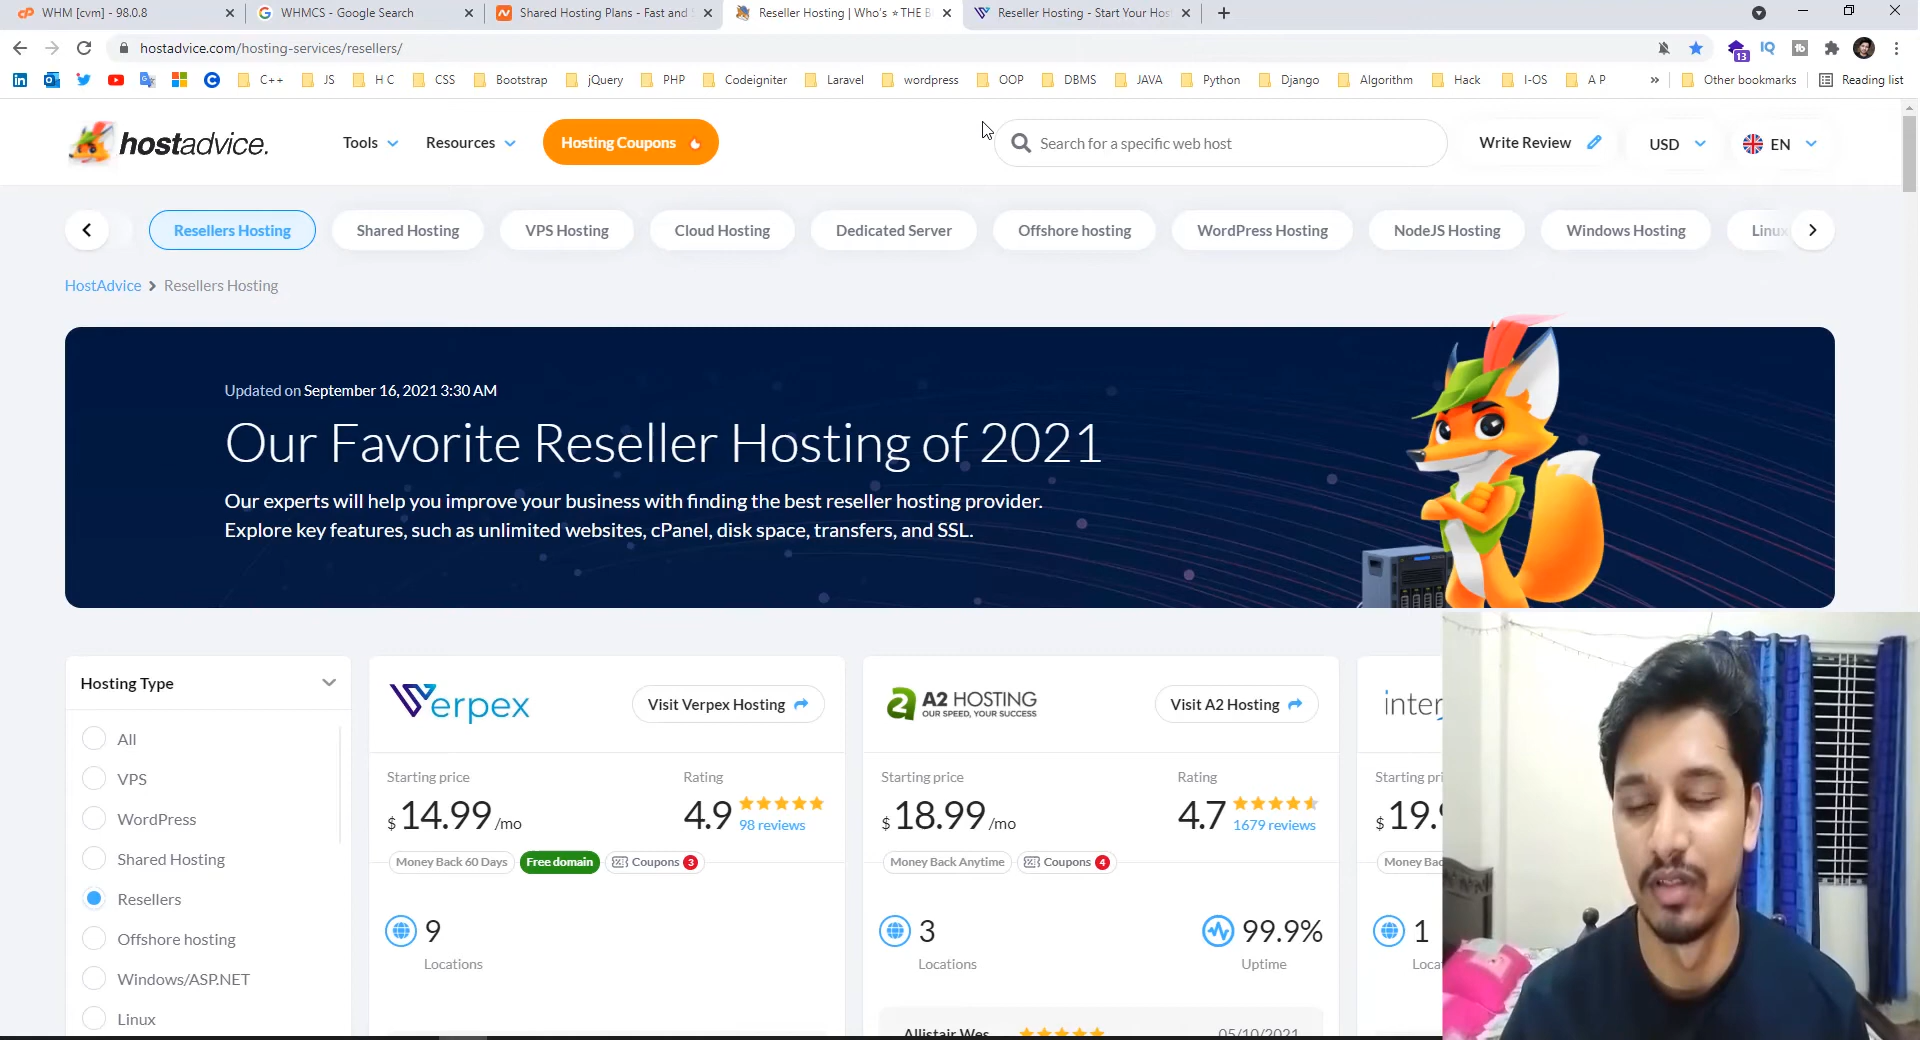 WHM [cvm] - 98.0.8
WHMCS - Google Search
Shared Hosting Plans - Fast and
Reseller Hosting | Who's ⭐THE B
Reseller Hosting - Start Your Hos
hostadvice.com/hosting-services/resellers/
13
IQ
C++
JS
H C
CSS
Bootstrap
jQuery
PHP
Codeigniter
Laravel
wordpress
OOP
DBMS
JAVA
Python
Django
Algorithm
Hack
I-OS
A P
»
Other bookmarks
Reading list
hostadvice.
Tools
Resources
Hosting Coupons
Search for a specific web host
Write Review
USD
EN
Resellers Hosting
Shared Hosting
VPS Hosting
Cloud Hosting
Dedicated Server
Offshore hosting
WordPress Hosting
NodeJS Hosting
Windows Hosting
Linux
HostAdvice > Resellers Hosting
Updated on September 16, 2021 3:30 AM
Our Favorite Reseller Hosting of 2021
Our experts will help you improve your business with finding the best reseller hosting provider.
Explore key features, such as unlimited websites, cPanel, disk space, transfers, and SSL.
Hosting Type
All
VPS
WordPress
Shared Hosting
Resellers
Offshore hosting
Windows/ASP.NET
Linux
Verpex
Visit Verpex Hosting
Starting price
Rating
$ 14.99 /mo
4.9
98 reviews
Money Back 60 Days
Free domain
Coupons 3
9
Locations
A2 HOSTING
OUR SPEED, YOUR SUCCESS
Visit A2 Hosting
Starting price
Rating
$ 18.99 /mo
4.7
1679 reviews
Money Back Anytime
Coupons 4
3
Locations
99.9%
Uptime
Allistair Wes
05/10/2021
inter
Starting pri
$ 19.9
Money Bac
1
Loca